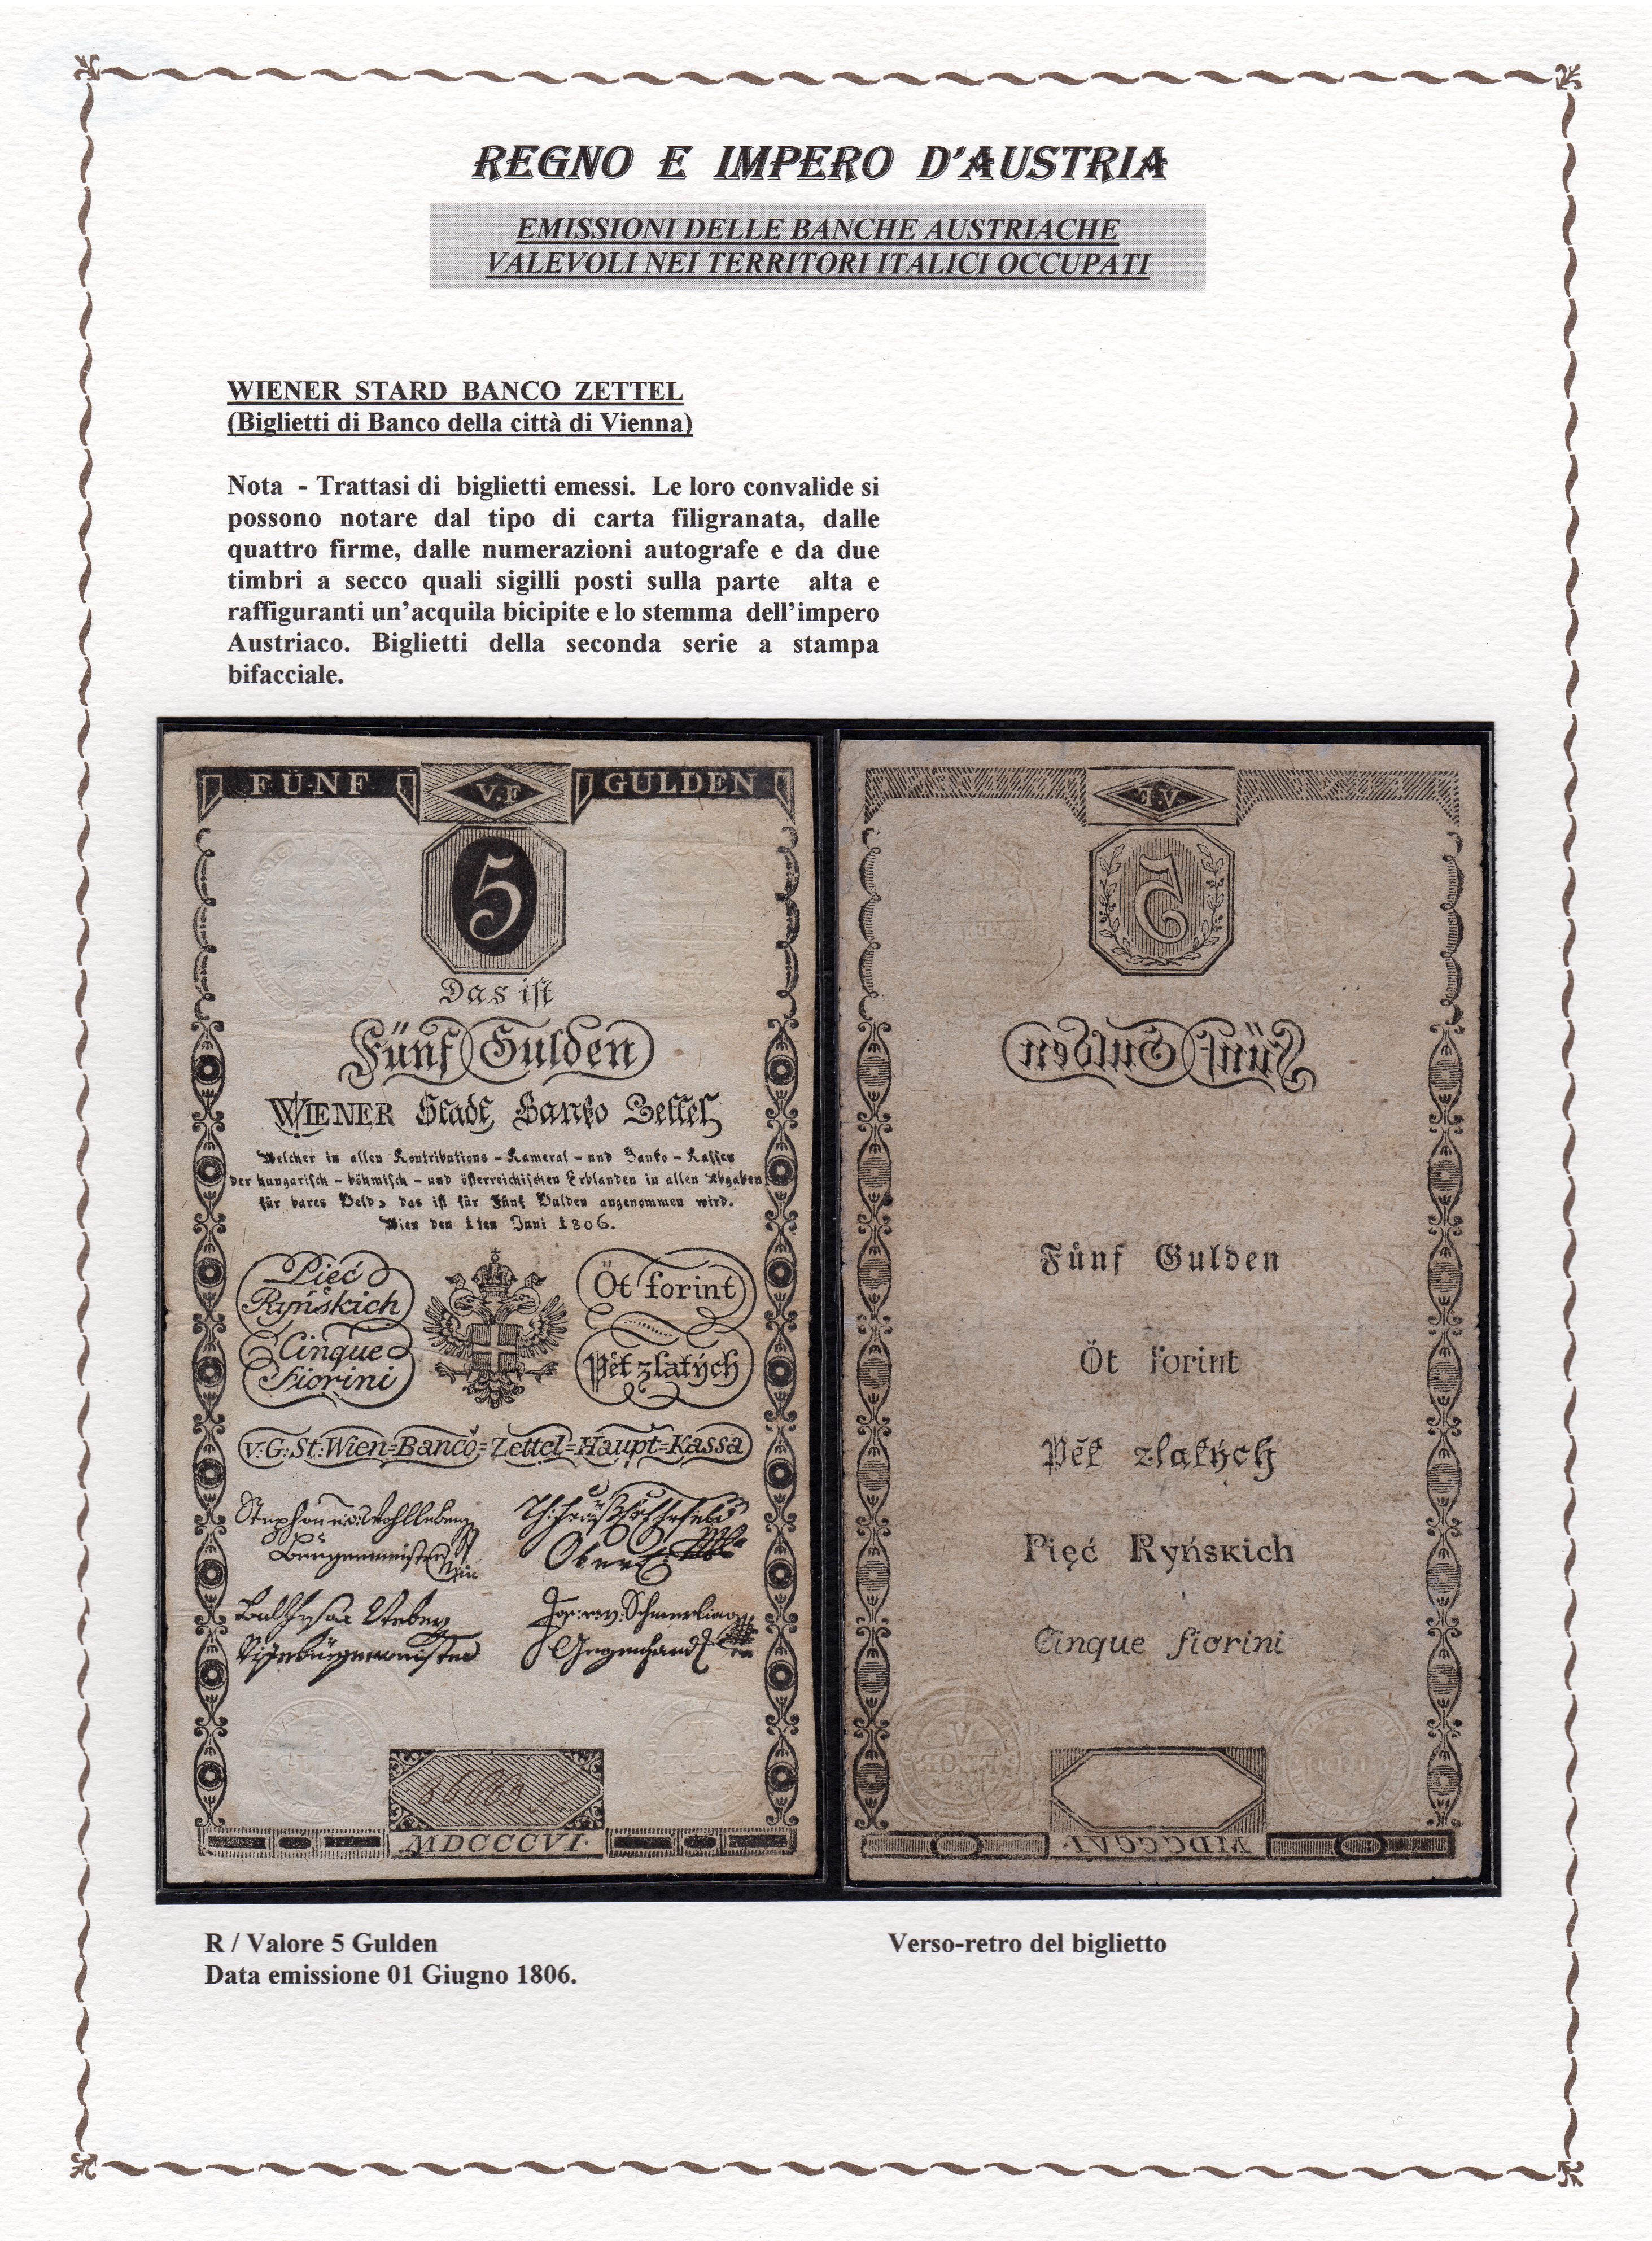 REGNO E IMPERO D'AUSTRIA
EMISSIONI DELLE BANCHE AUSTRIACHE
VALEVOLI NEI TERRITORI ITALICI OCCUPATI
WIENER STARD BANCO ZETTEL
(Biglietti di Banco della città di Vienna)
Nota - Trattasi di biglietti emessi. Le loro convalide si
possono notare dal tipo di carta filigranata, dalle
quattro firme, dalle numerazioni autografe e da due
timbri a secco quali sigilli posti sulla parte alta e
raffiguranti un'acquila bicipite e lo stemma dell'impero
Austriaco. Biglietti della seconda serie a stampa
bifacciale.
FÜNF V.F GULDEN
5
Das ist
Fünf Gulden
WIENER Stadt Banko Zettel
Welcher in allen Kontributions - Kameral - und Banko - Kassen
der hungarisch - böhmisch - und österreichischen Erblanden in allen Abgaben
für bares Geld, das ist für Fünf Gulden angenommen wird.
Wien den 1ten Juni 1806.
Pięć
Ryńskich
Öt forint
Cinque
fiorini
Pět zlatých
v. G: St: Wien=Banco=Zettel=Haupt=Kassa
Bürgermeister
Vizebürgermeister
Gegenhand
MDCCCVI.
V.F
5
Fünf Gulden
Fünf Gulden
Öt forint
Pět zlatých
Pięć Ryńskich
Cinque fiorini
MDCCCVI.
R / Valore 5 Gulden
Data emissione 01 Giugno 1806.
Verso-retro del biglietto